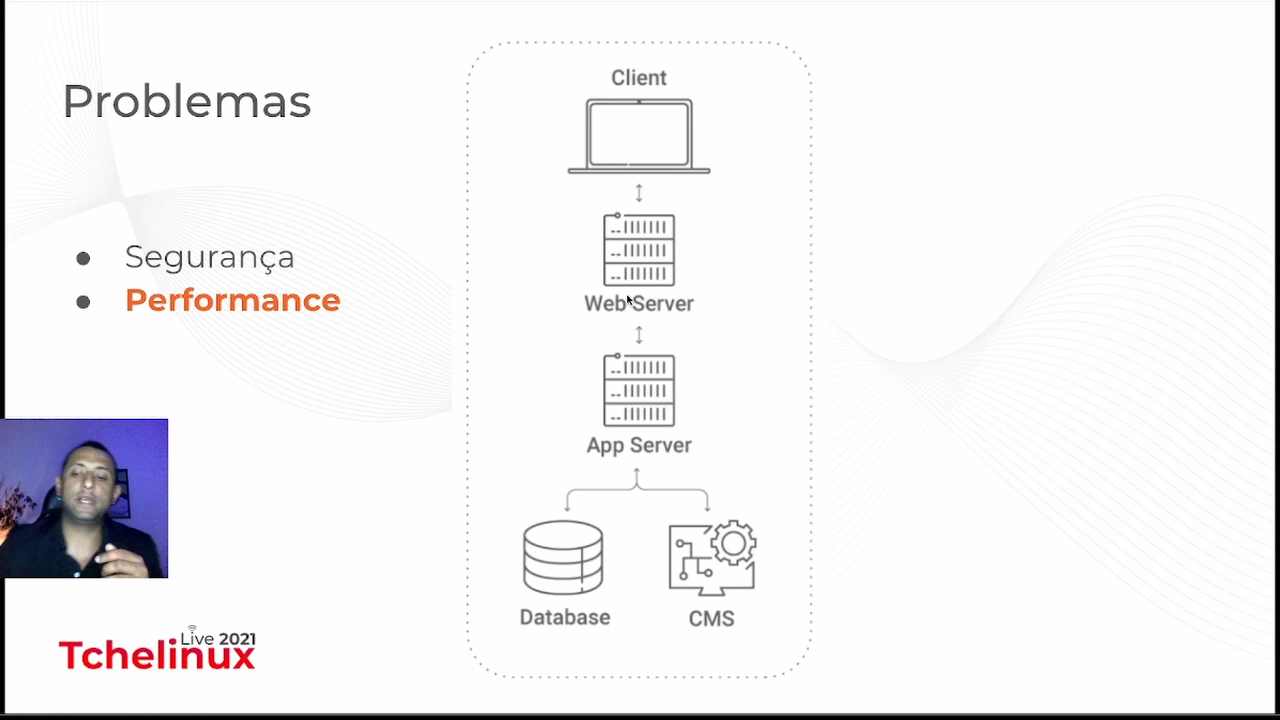 Problemas
Segurança
Performance
Client
Web Server
App Server
Database
CMS
Live 2021
Tchelinux